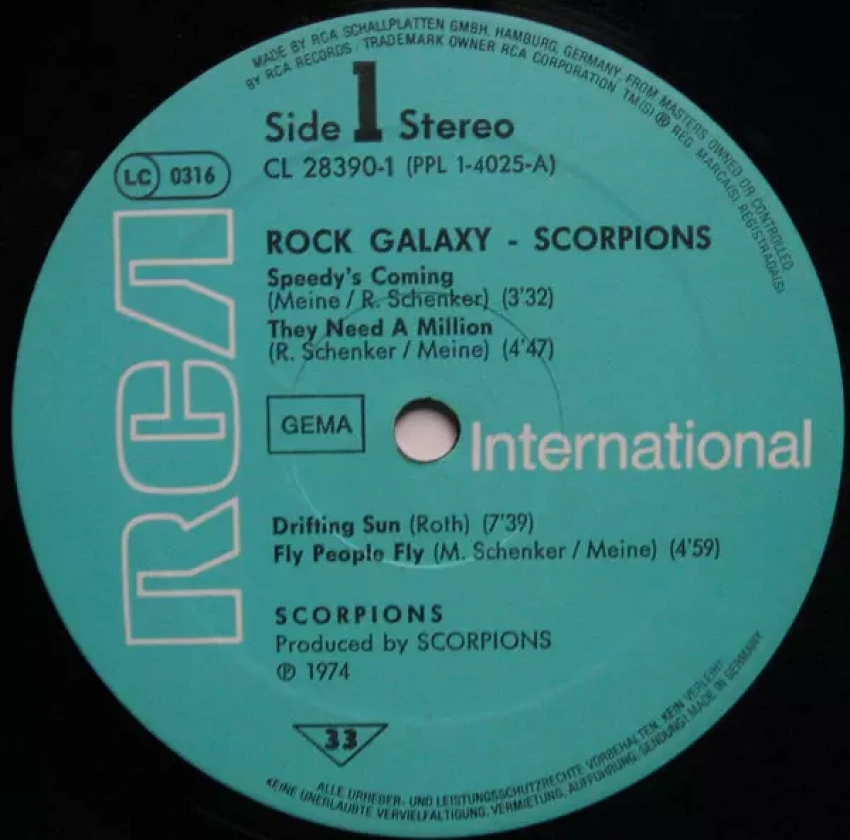 MADE BY RCA SCHALLPLATTEN GMBH, HAMBURG, GERMANY, FROM MASTERS OWNED OR CONTROLLED
BY RCA RECORDS / TRADEMARK OWNER RCA CORPORATION TM(S) ® REG. MARCA(S) REGISTRADA(S)
Side 1 Stereo
CL 28390-1 (PPL 1-4025-A)
LC 0316
RCA
ROCK GALAXY - SCORPIONS
Speedy's Coming
(Meine / R. Schenker) (3'32)
They Need A Million
(R. Schenker / Meine) (4'47)
GEMA
International
Drifting Sun (Roth) (7'39)
Fly People Fly (M. Schenker / Meine) (4'59)
SCORPIONS
Produced by SCORPIONS
℗ 1974
33
ALLE URHEBER- UND LEISTUNGSSCHUTZRECHTE VORBEHALTEN. KEIN VERLEIH!
KEINE UNERLAUBTE VERVIELFÄLTIGUNG, VERMIETUNG, AUFFÜHRUNG, SENDUNG! MADE IN GERMANY